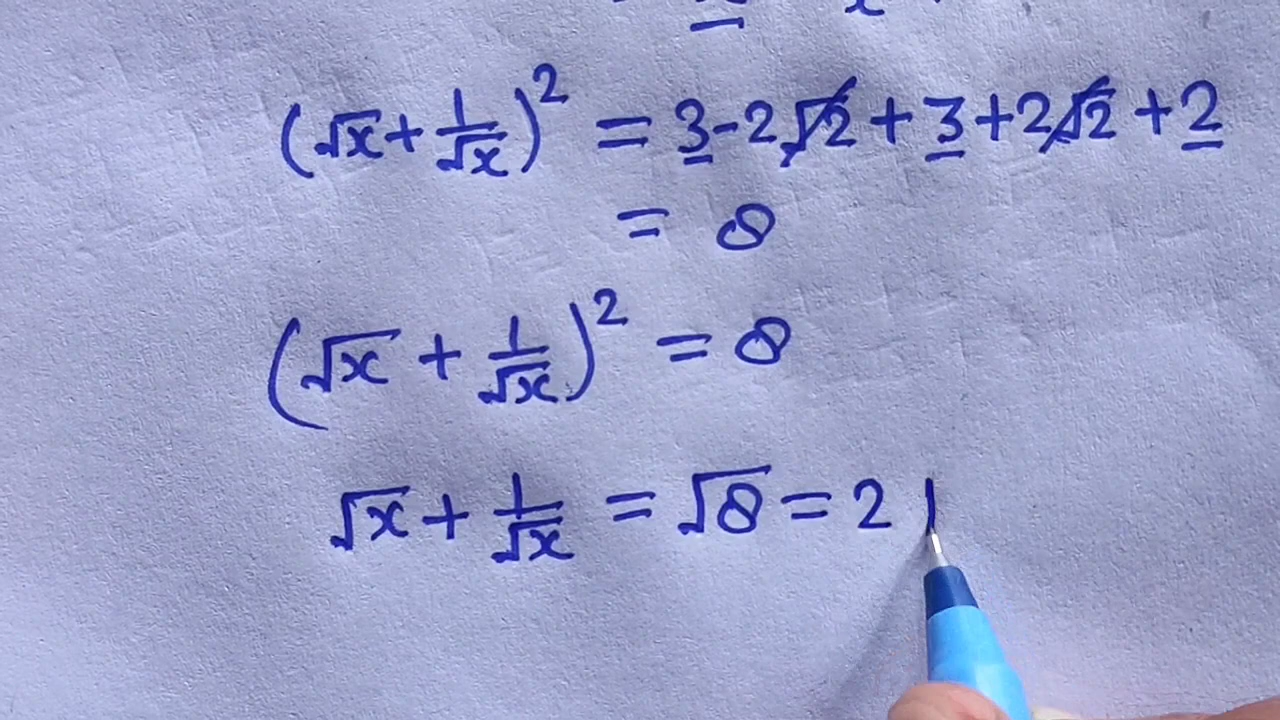 (√x + 1/√x)² = 3 - 2√2 + 3 + 2√2 + 2
= 8
(√x + 1/√x)² = 8
√x + 1/√x = √8 = 2